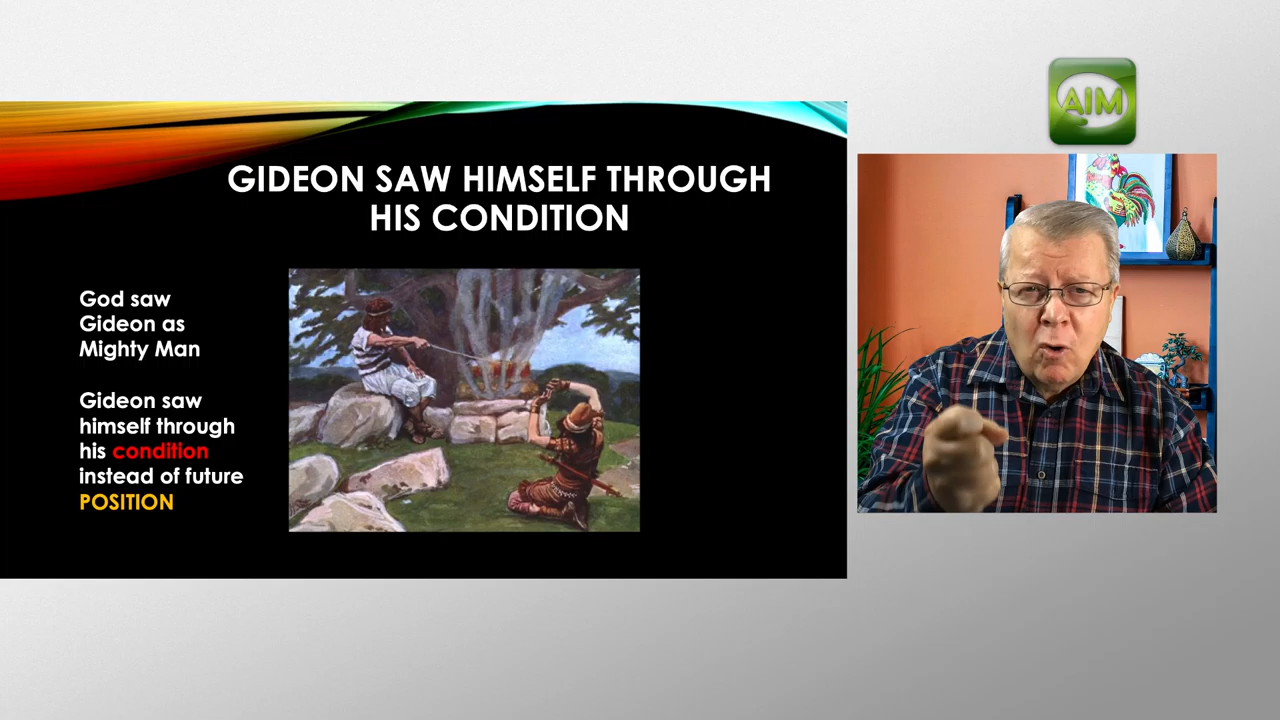 AIM
GIDEON SAW HIMSELF THROUGH
HIS CONDITION
God saw
Gideon as
Mighty Man
Gideon saw
himself through
his condition
instead of future
POSITION